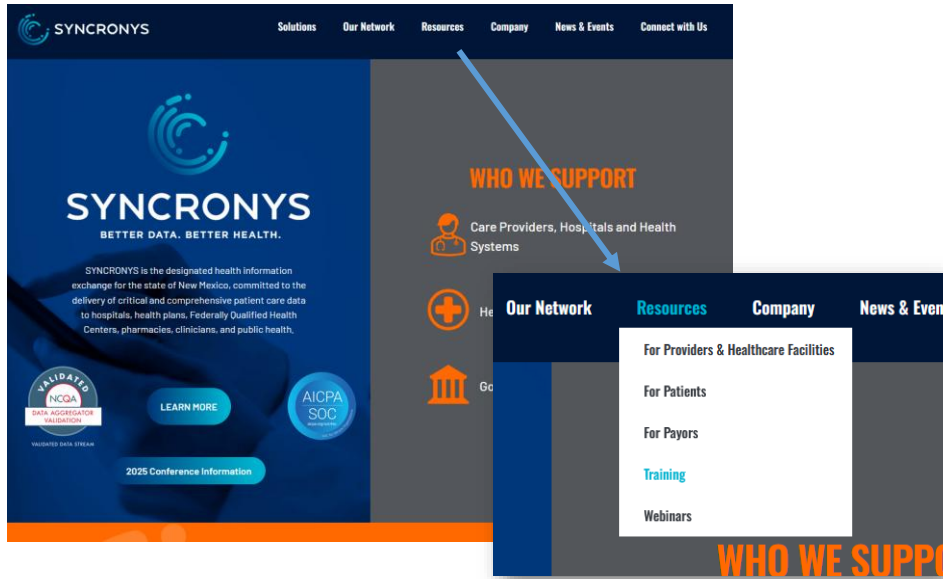 SYNCRONYS
Solutions Our Network Resources Company News & Events Connect with Us
SYNCRONYS
BETTER DATA. BETTER HEALTH.
SYNCRONYS is the designated health information
exchange for the state of New Mexico, committed to the
delivery of critical and comprehensive patient care data
to hospitals, health plans, Federally Qualified Health
Centers, pharmacies, clinicians, and public health.
VALIDATED
NCQA
DATA AGGREGATOR
VALIDATION
VALIDATED DATA STREAM
LEARN MORE
AICPA
SOC
2025 Conference Information
WHO WE SUPPORT
Care Providers, Hospitals and Health
Systems
He
Go
Our Network Resources Company News & Even
For Providers & Healthcare Facilities
For Patients
For Payors
Training
Webinars
WHO WE SUPPO